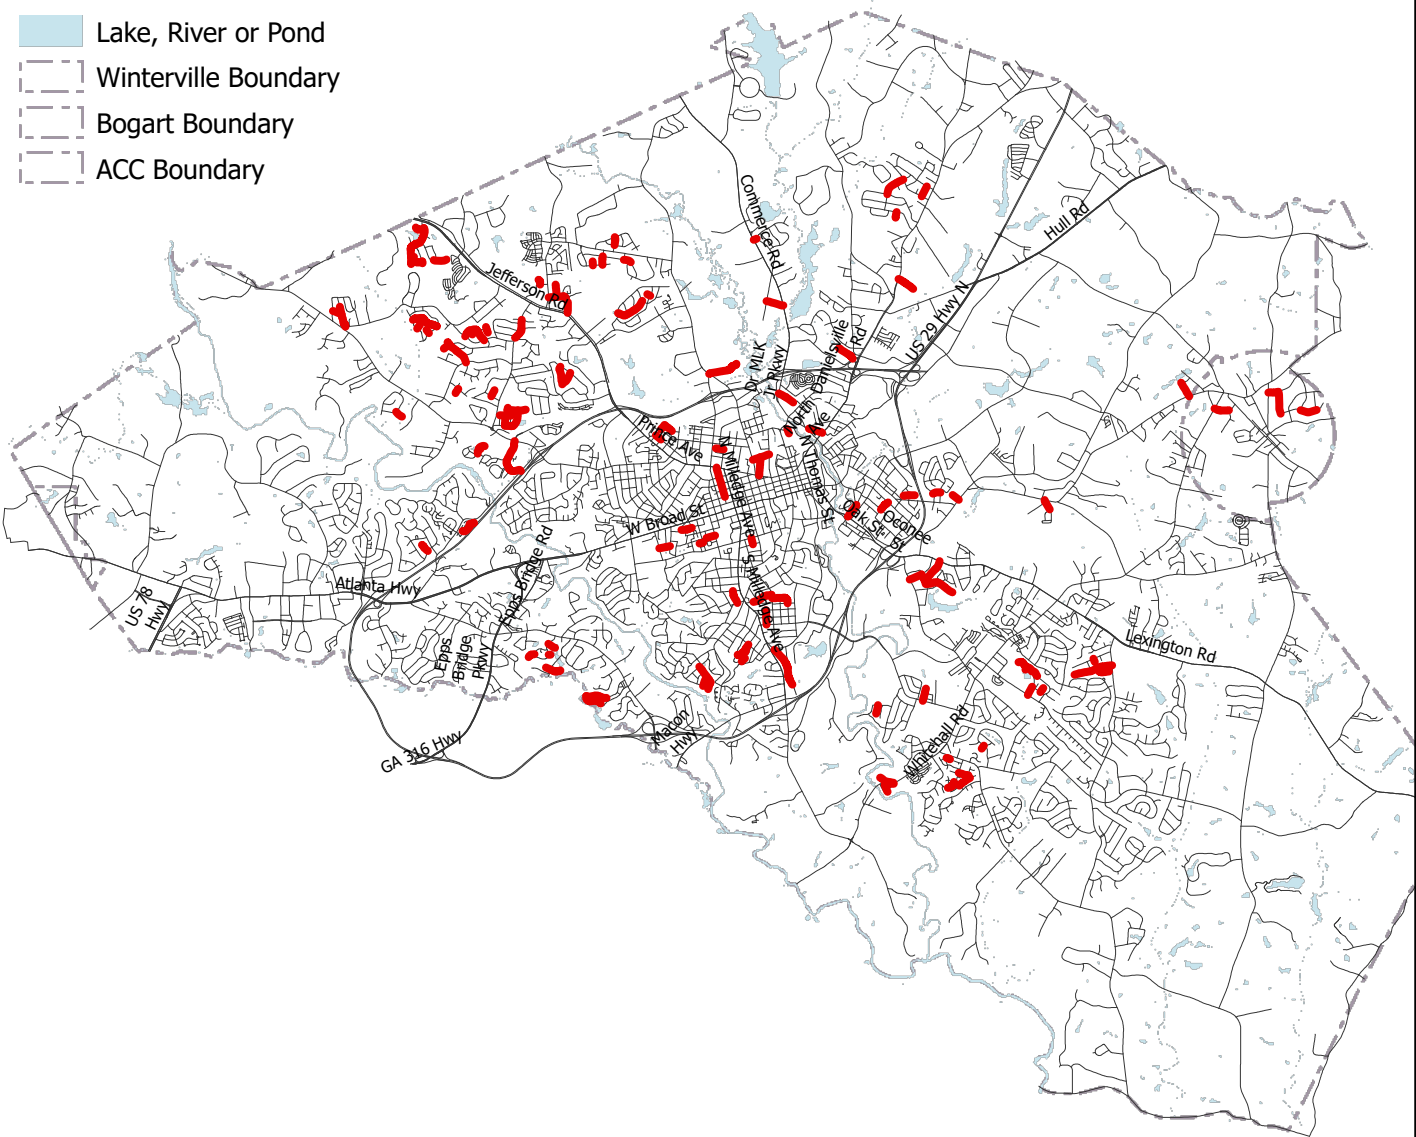 Lake, River or Pond
Winterville Boundary
Bogart Boundary
ACC Boundary
Commerce Rd
Hull Rd
Jefferson Rd
US 29 Hwy N
Danielsville
Rd
Dr MLK
Jr Pkwy
North Ave
Prince Ave
N Milledge Ave
N Thomas St
Oak St
Oconee
St
W Broad St
Epps Bridge Rd
Atlanta Hwy
US 78
Hwy
S Milledge Ave
Epps
Bridge
Pkwy
Lexington Rd
Macon
Hwy
Whitehall Rd
GA 316 Hwy